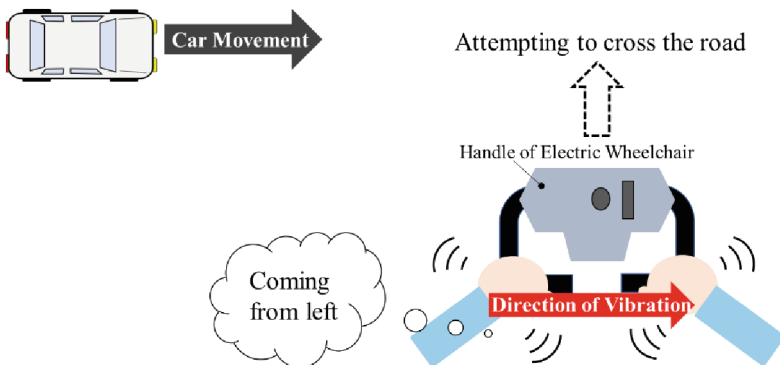 Car Movement
Attempting to cross the road
Handle of Electric Wheelchair
Coming
from left
Direction of Vibration